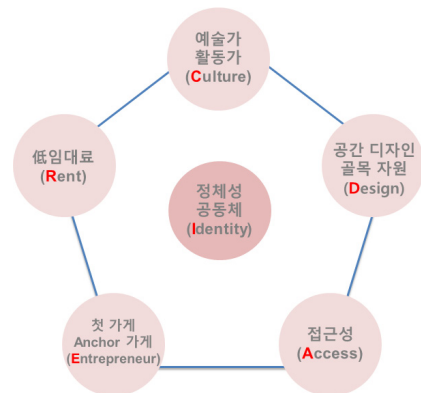 예술가
활동가
(Culture)
低임대료
(Rent)
공간 디자인
골목 자원
(Design)
정체성
공동체
(Identity)
첫 가게
Anchor 가게
(Entrepreneur)
접근성
(Access)